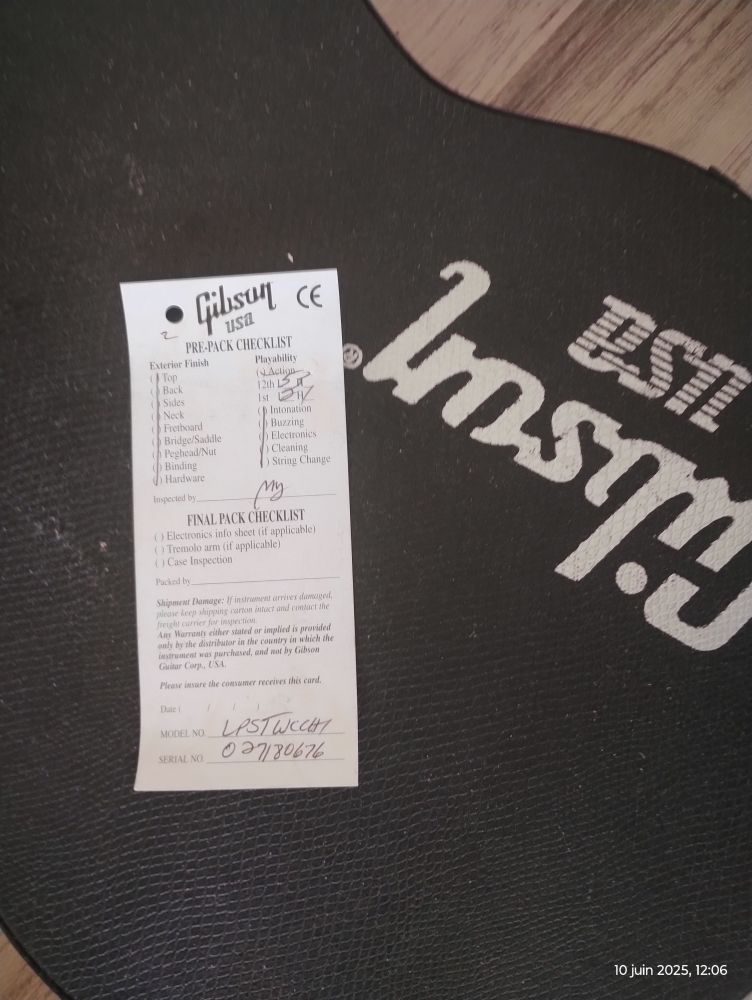 Gibson CE
USA
2
PRE-PACK CHECKLIST
Exterior Finish
( ) Top
( ) Back
( ) Sides
( ) Neck
( ) Fretboard
( ) Bridge/Saddle
( ) Peghead/Nut
( ) Binding
( ) Hardware
Playability
( ) Action
12th
1st
( ) Intonation
( ) Buzzing
( ) Electronics
( ) Cleaning
( ) String Change
Inspected by
FINAL PACK CHECKLIST
( ) Electronics info sheet (if applicable)
( ) Tremolo arm (if applicable)
( ) Case Inspection
Packed by
Shipment Damage: If instrument arrives damaged,
please keep shipping carton intact and contact the
freight carrier for inspection.
Any Warranty either stated or implied is provided
only by the distributor in the country in which the
instrument was purchased, and not by Gibson
Guitar Corp., USA.
Please insure the consumer receives this card.
Date ( / / )
MODEL NO. LPSTWCCH1
SERIAL NO. 027180676
Gibson®
USA
10 juin 2025, 12:06